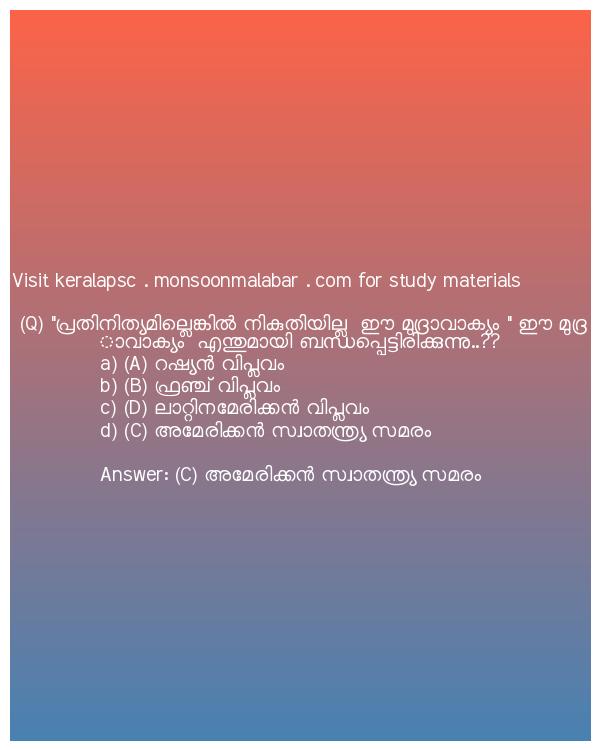 Visit keralapsc . monsoonmalabar . com for study materials
(Q) "പ്രതിനിത്യമില്ലെങ്കിൽ നികുതിയില്ല  ഈ മുദ്രാവാക്യം " ഈ മുദ്ര
ാവാക്യം  എന്തുമായി ബന്ധപ്പെട്ടിരിക്കുന്നു..??
a) (A) റഷ്യൻ വിപ്ലവം
b) (B) ഫ്രഞ്ച് വിപ്ലവം
c) (D) ലാറ്റിനമേരിക്കൻ വിപ്ലവം
d) (C) അമേരിക്കൻ സ്വാതന്ത്ര്യ സമരം
Answer: (C) അമേരിക്കൻ സ്വാതന്ത്ര്യ സമരം